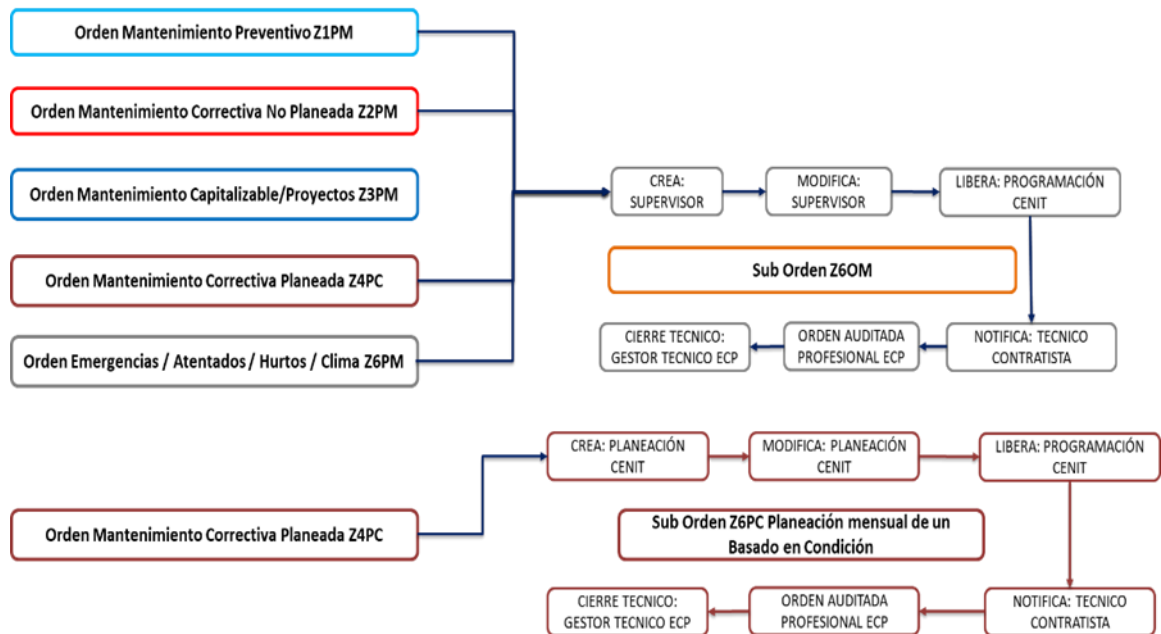 Orden Mantenimiento Preventivo Z1PM
Orden Mantenimiento Correctiva No Planeada Z2PM
Orden Mantenimiento Capitalizable/Proyectos Z3PM
Orden Mantenimiento Correctiva Planeada Z4PC
Orden Emergencias / Atentados / Hurtos / Clima Z6PM
CREA:
SUPERVISOR
MODIFICA:
SUPERVISOR
LIBERA: PROGRAMACIÓN
CENIT
Sub Orden Z6OM
CIERRE TECNICO:
GESTOR TECNICO ECP
ORDEN AUDITADA
PROFESIONAL ECP
NOTIFICA: TECNICO
CONTRATISTA
Orden Mantenimiento Correctiva Planeada Z4PC
CREA: PLANEACIÓN
CENIT
MODIFICA: PLANEACIÓN
CENIT
LIBERA: PROGRAMACIÓN
CENIT
Sub Orden Z6PC Planeación mensual de un
Basado en Condición
CIERRE TECNICO:
GESTOR TECNICO ECP
ORDEN AUDITADA
PROFESIONAL ECP
NOTIFICA: TECNICO
CONTRATISTA